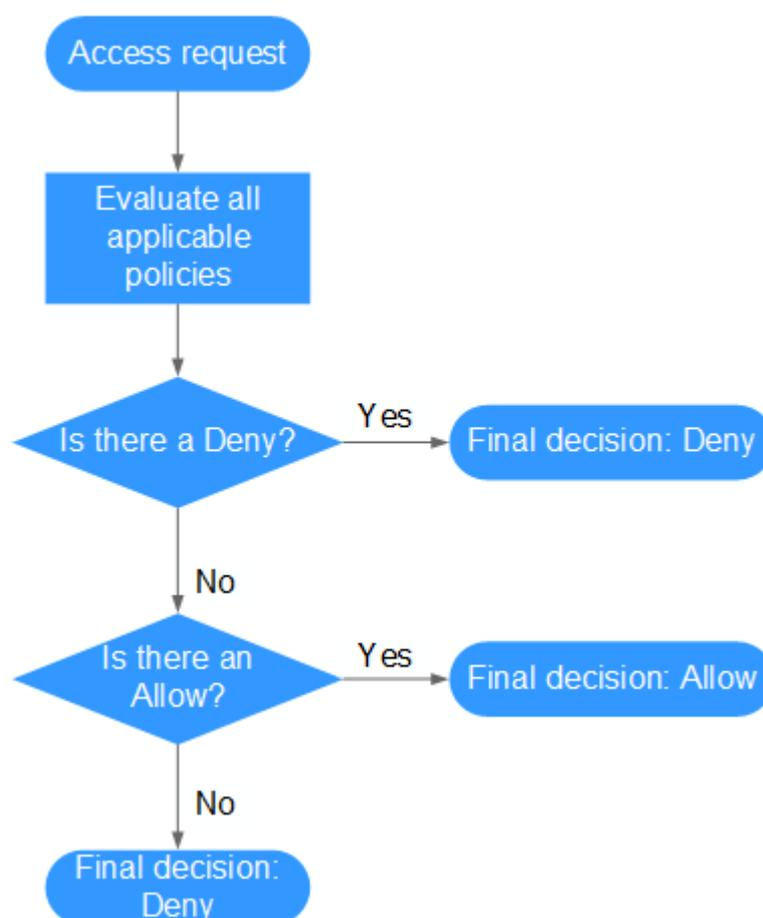 Access request
Evaluate all
applicable
policies
Is there a Deny?
Yes
Final decision: Deny
No
Is there an
Allow?
Yes
Final decision: Allow
No
Final decision:
Deny